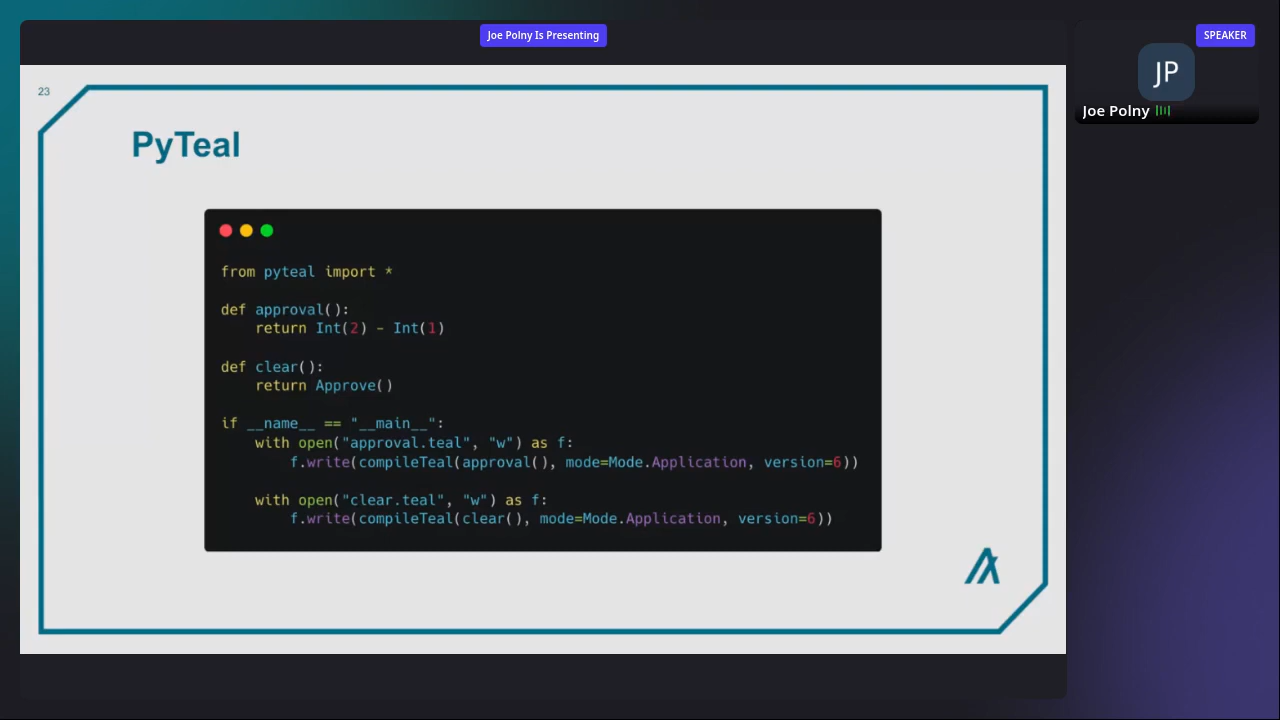 Joe Polny Is Presenting
SPEAKER
JP
Joe Polny
23
PyTeal
from pyteal import *
def approval():
    return Int(2) - Int(1)
def clear():
    return Approve()
if __name__ == "__main__":
    with open("approval.teal", "w") as f:
        f.write(compileTeal(approval(), mode=Mode.Application, version=6))
    with open("clear.teal", "w") as f:
        f.write(compileTeal(clear(), mode=Mode.Application, version=6))